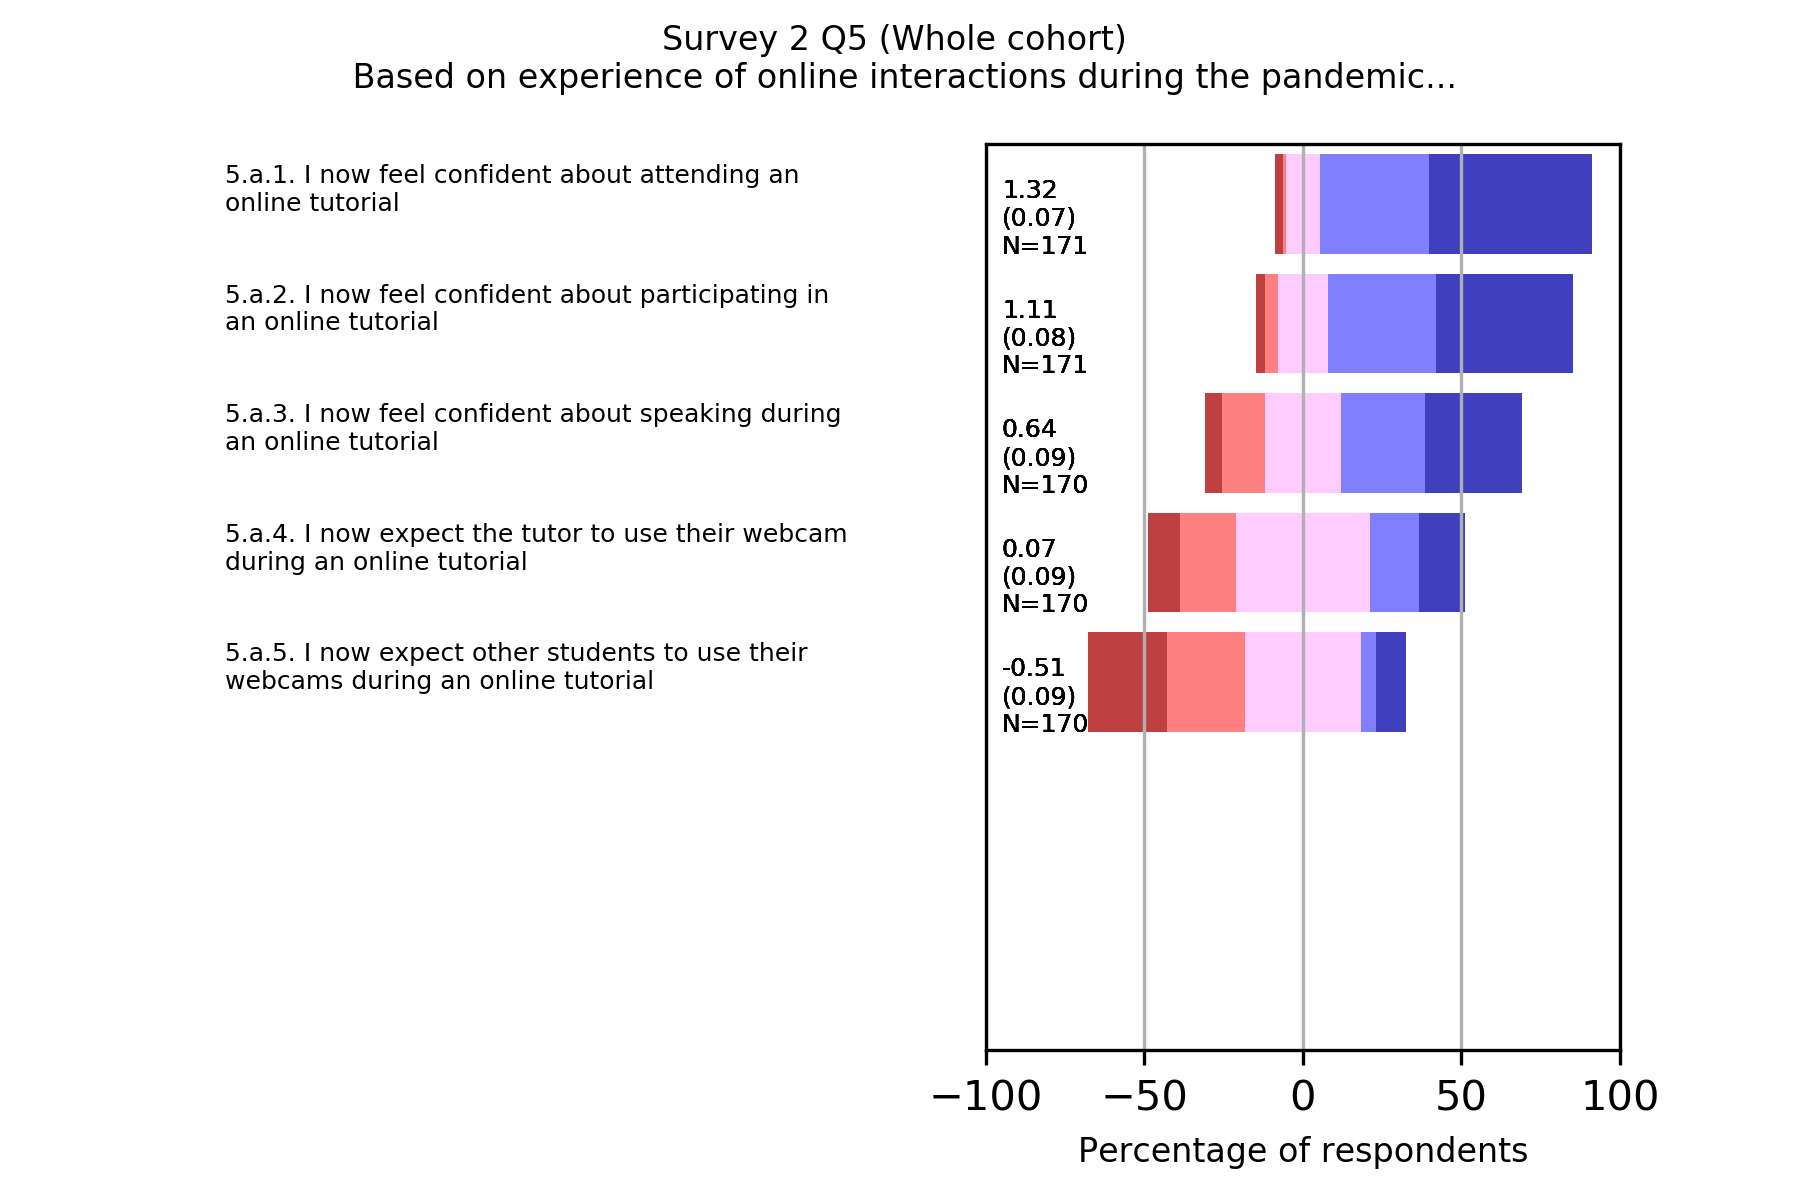 Survey 2 Q5 (Whole cohort)
Based on experience of online interactions during the pandemic...
5.a.1. I now feel confident about attending an
online tutorial
1.32
(0.07)
N=171
5.a.2. I now feel confident about participating in
an online tutorial
1.11
(0.08)
N=171
5.a.3. I now feel confident about speaking during
an online tutorial
0.64
(0.09)
N=170
5.a.4. I now expect the tutor to use their webcam
during an online tutorial
0.07
(0.09)
N=170
5.a.5. I now expect other students to use their
webcams during an online tutorial
-0.51
(0.09)
N=170
−100 −50 0 50 100
Percentage of respondents